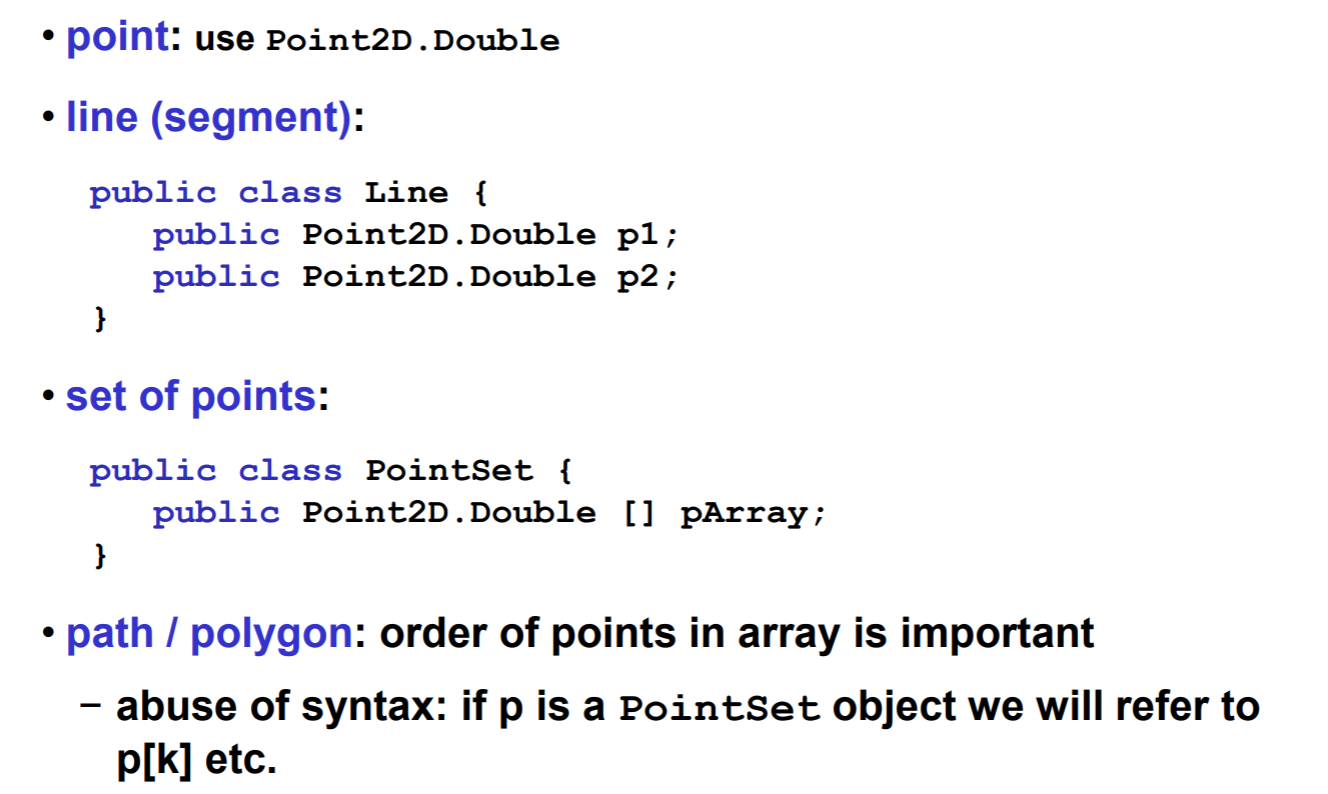 • point: use Point2D.Double
• line (segment):
public class Line {
public Point2D.Double p1;
public Point2D.Double p2;
}
• set of points:
public class PointSet {
public Point2D.Double [] pArray;
}
• path / polygon: order of points in array is important
– abuse of syntax: if p is a PointSet object we will refer to
p[k] etc.